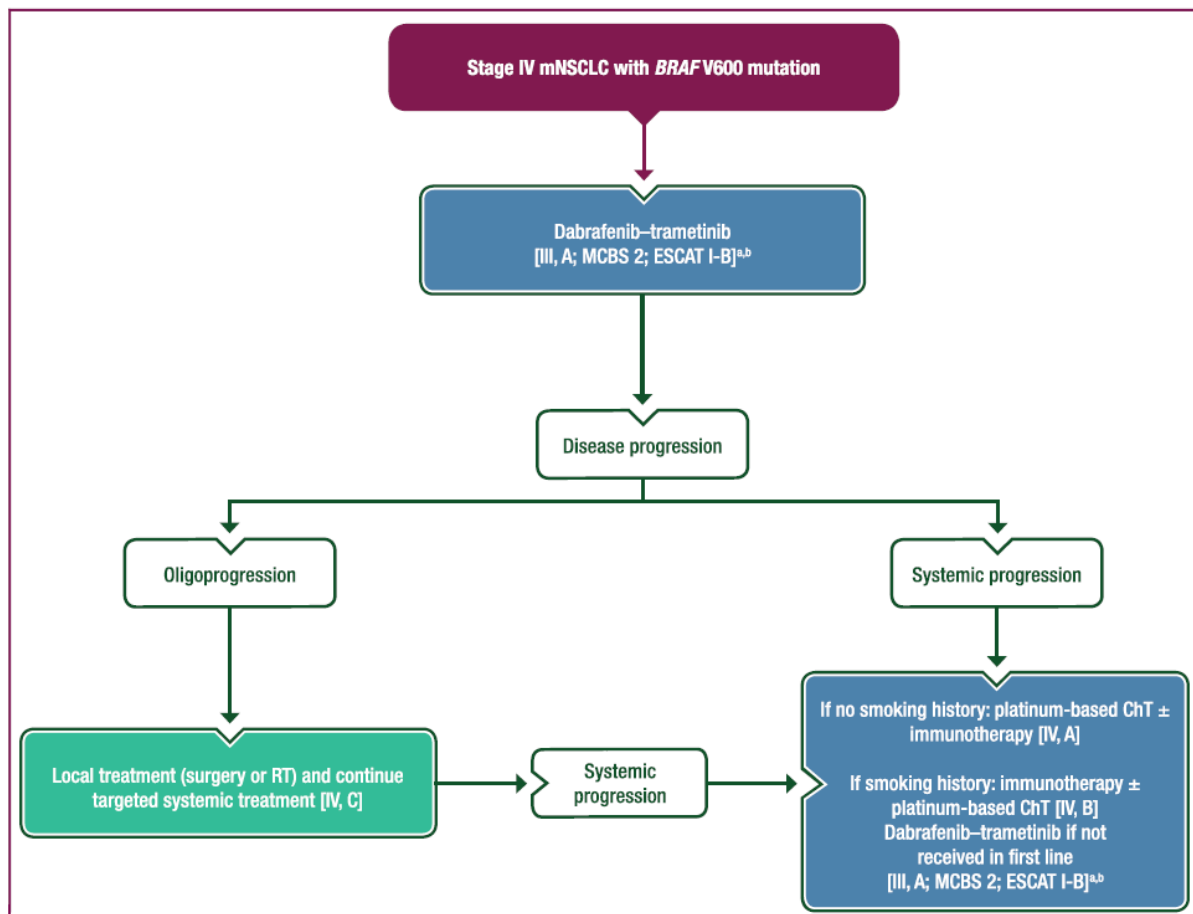 Stage IV mNSCLC with BRAF V600 mutation
Dabrafenib–trametinib
[III, A; MCBS 2; ESCAT I-B]a,b
Disease progression
Oligoprogression
Systemic progression
Local treatment (surgery or RT) and continue
targeted systemic treatment [IV, C]
Systemic
progression
If no smoking history: platinum-based ChT ±
immunotherapy [IV, A]
If smoking history: immunotherapy ±
platinum-based ChT [IV, B]
Dabrafenib–trametinib if not
received in first line
[III, A; MCBS 2; ESCAT I-B]a,b